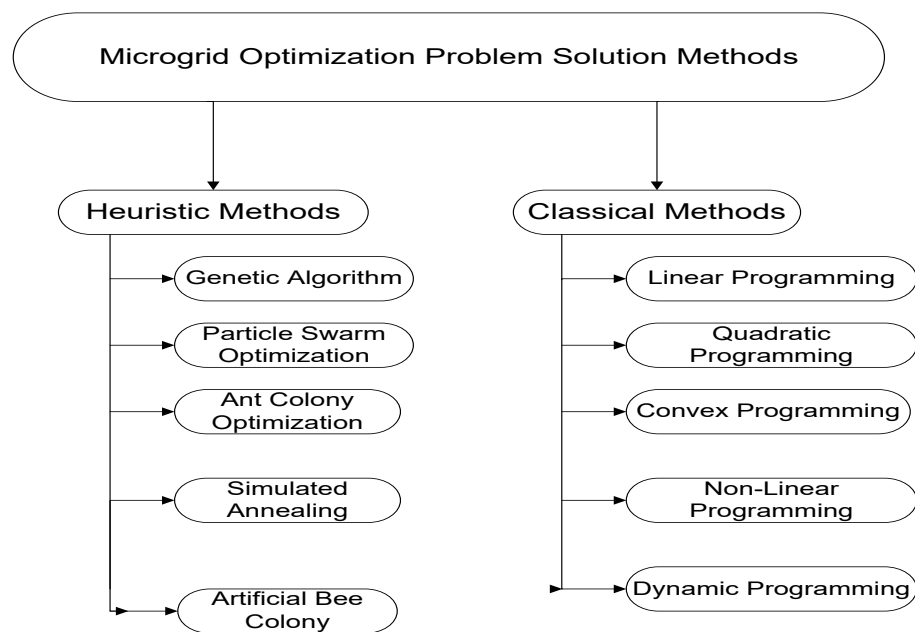 Microgrid Optimization Problem Solution Methods
Heuristic Methods
Genetic Algorithm
Particle Swarm
Optimization
Ant Colony
Optimization
Simulated
Annealing
Artificial Bee
Colony
Classical Methods
Linear Programming
Quadratic
Programming
Convex Programming
Non-Linear
Programming
Dynamic Programming